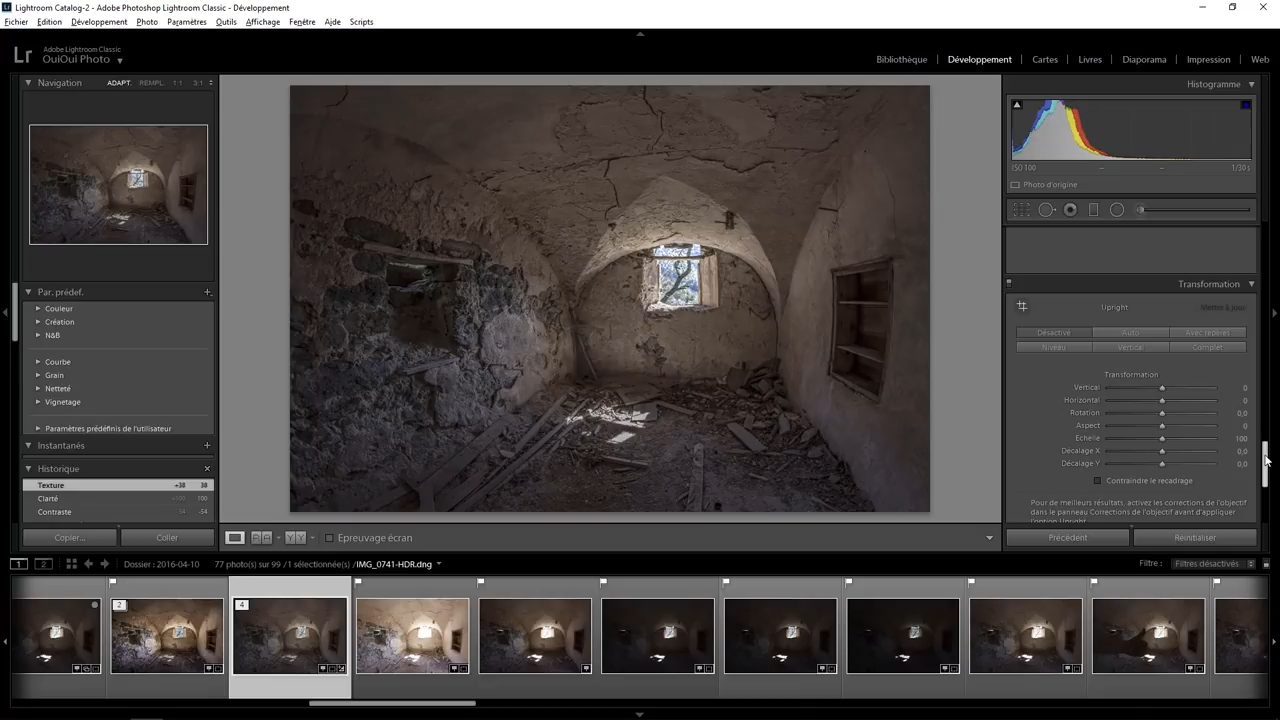 Lightroom Catalog-2 - Adobe Photoshop Lightroom Classic - Développement
Fichier Edition Développement Photo Paramètres Outils Affichage Fenêtre Aide Scripts
Lr
Adobe Lightroom Classic
OuiOui Photo
Bibliothèque | Développement | Cartes | Livres | Diaporama | Impression | Web
Navigation ADAPT. REMPL. 1:1 3:1
Par. prédef.
Couleur
Création
N&B
Courbe
Grain
Netteté
Vignetage
Paramètres prédéfinis de l'utilisateur
Instantanés
Historique
Texture +38 38
Clarté +100 100
Contraste -54
Copier... Coller
Epreuvage écran
Histogramme
ISO 100 1/30 s
Photo d'origine
Transformation
Upright Mettre à jour
Désactivé Auto Avec repères
Niveau Vertical Complet
Transformation
Vertical 0
Horizontal 0
Rotation 0,0
Aspect 0
Echelle 100
Décalage X 0,0
Décalage Y 0,0
Contraindre le recadrage
Pour de meilleurs résultats, activez les corrections de l'objectif
dans le panneau Corrections de l'objectif avant d'appliquer
l'option Upright.
Précédent Réinitialiser
1 2 Dossier : 2016-04-10 77 photo(s) sur 99 /1 sélectionnée(s) /IMG_0741-HDR.dng Filtre : Filtres désactivés
2 4